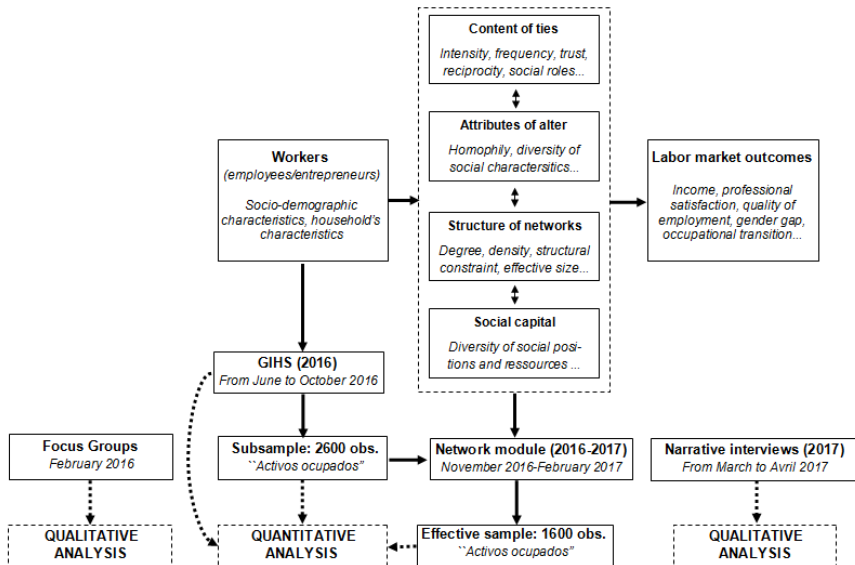 Content of ties
Intensity, frequency, trust,
reciprocity, social roles...
Attributes of alter
Homophily, diversity of
social charersitics...
Workers
(employees/entrepreneurs)
Socio-demographic
characteristics, household's
characteristics
Labor market outcomes
Income, professional
satisfaction, quality of
employment, gender gap,
occupational transition...
Structure of networks
Degree, density, structural
constraint, effective size...
Social capital
Diversity of social posi-
tions and ressources ...
GIHS (2016)
From June to October 2016
Focus Groups
February 2016
Subsample: 2600 obs.
``Activos ocupados”
Network module (2016-2017)
November 2016-February 2017
Narrative interviews (2017)
From March to Avril 2017
QUALITATIVE
ANALYSIS
QUANTITATIVE
ANALYSIS
Effective sample: 1600 obs.
``Activos ocupados”
QUALITATIVE
ANALYSIS